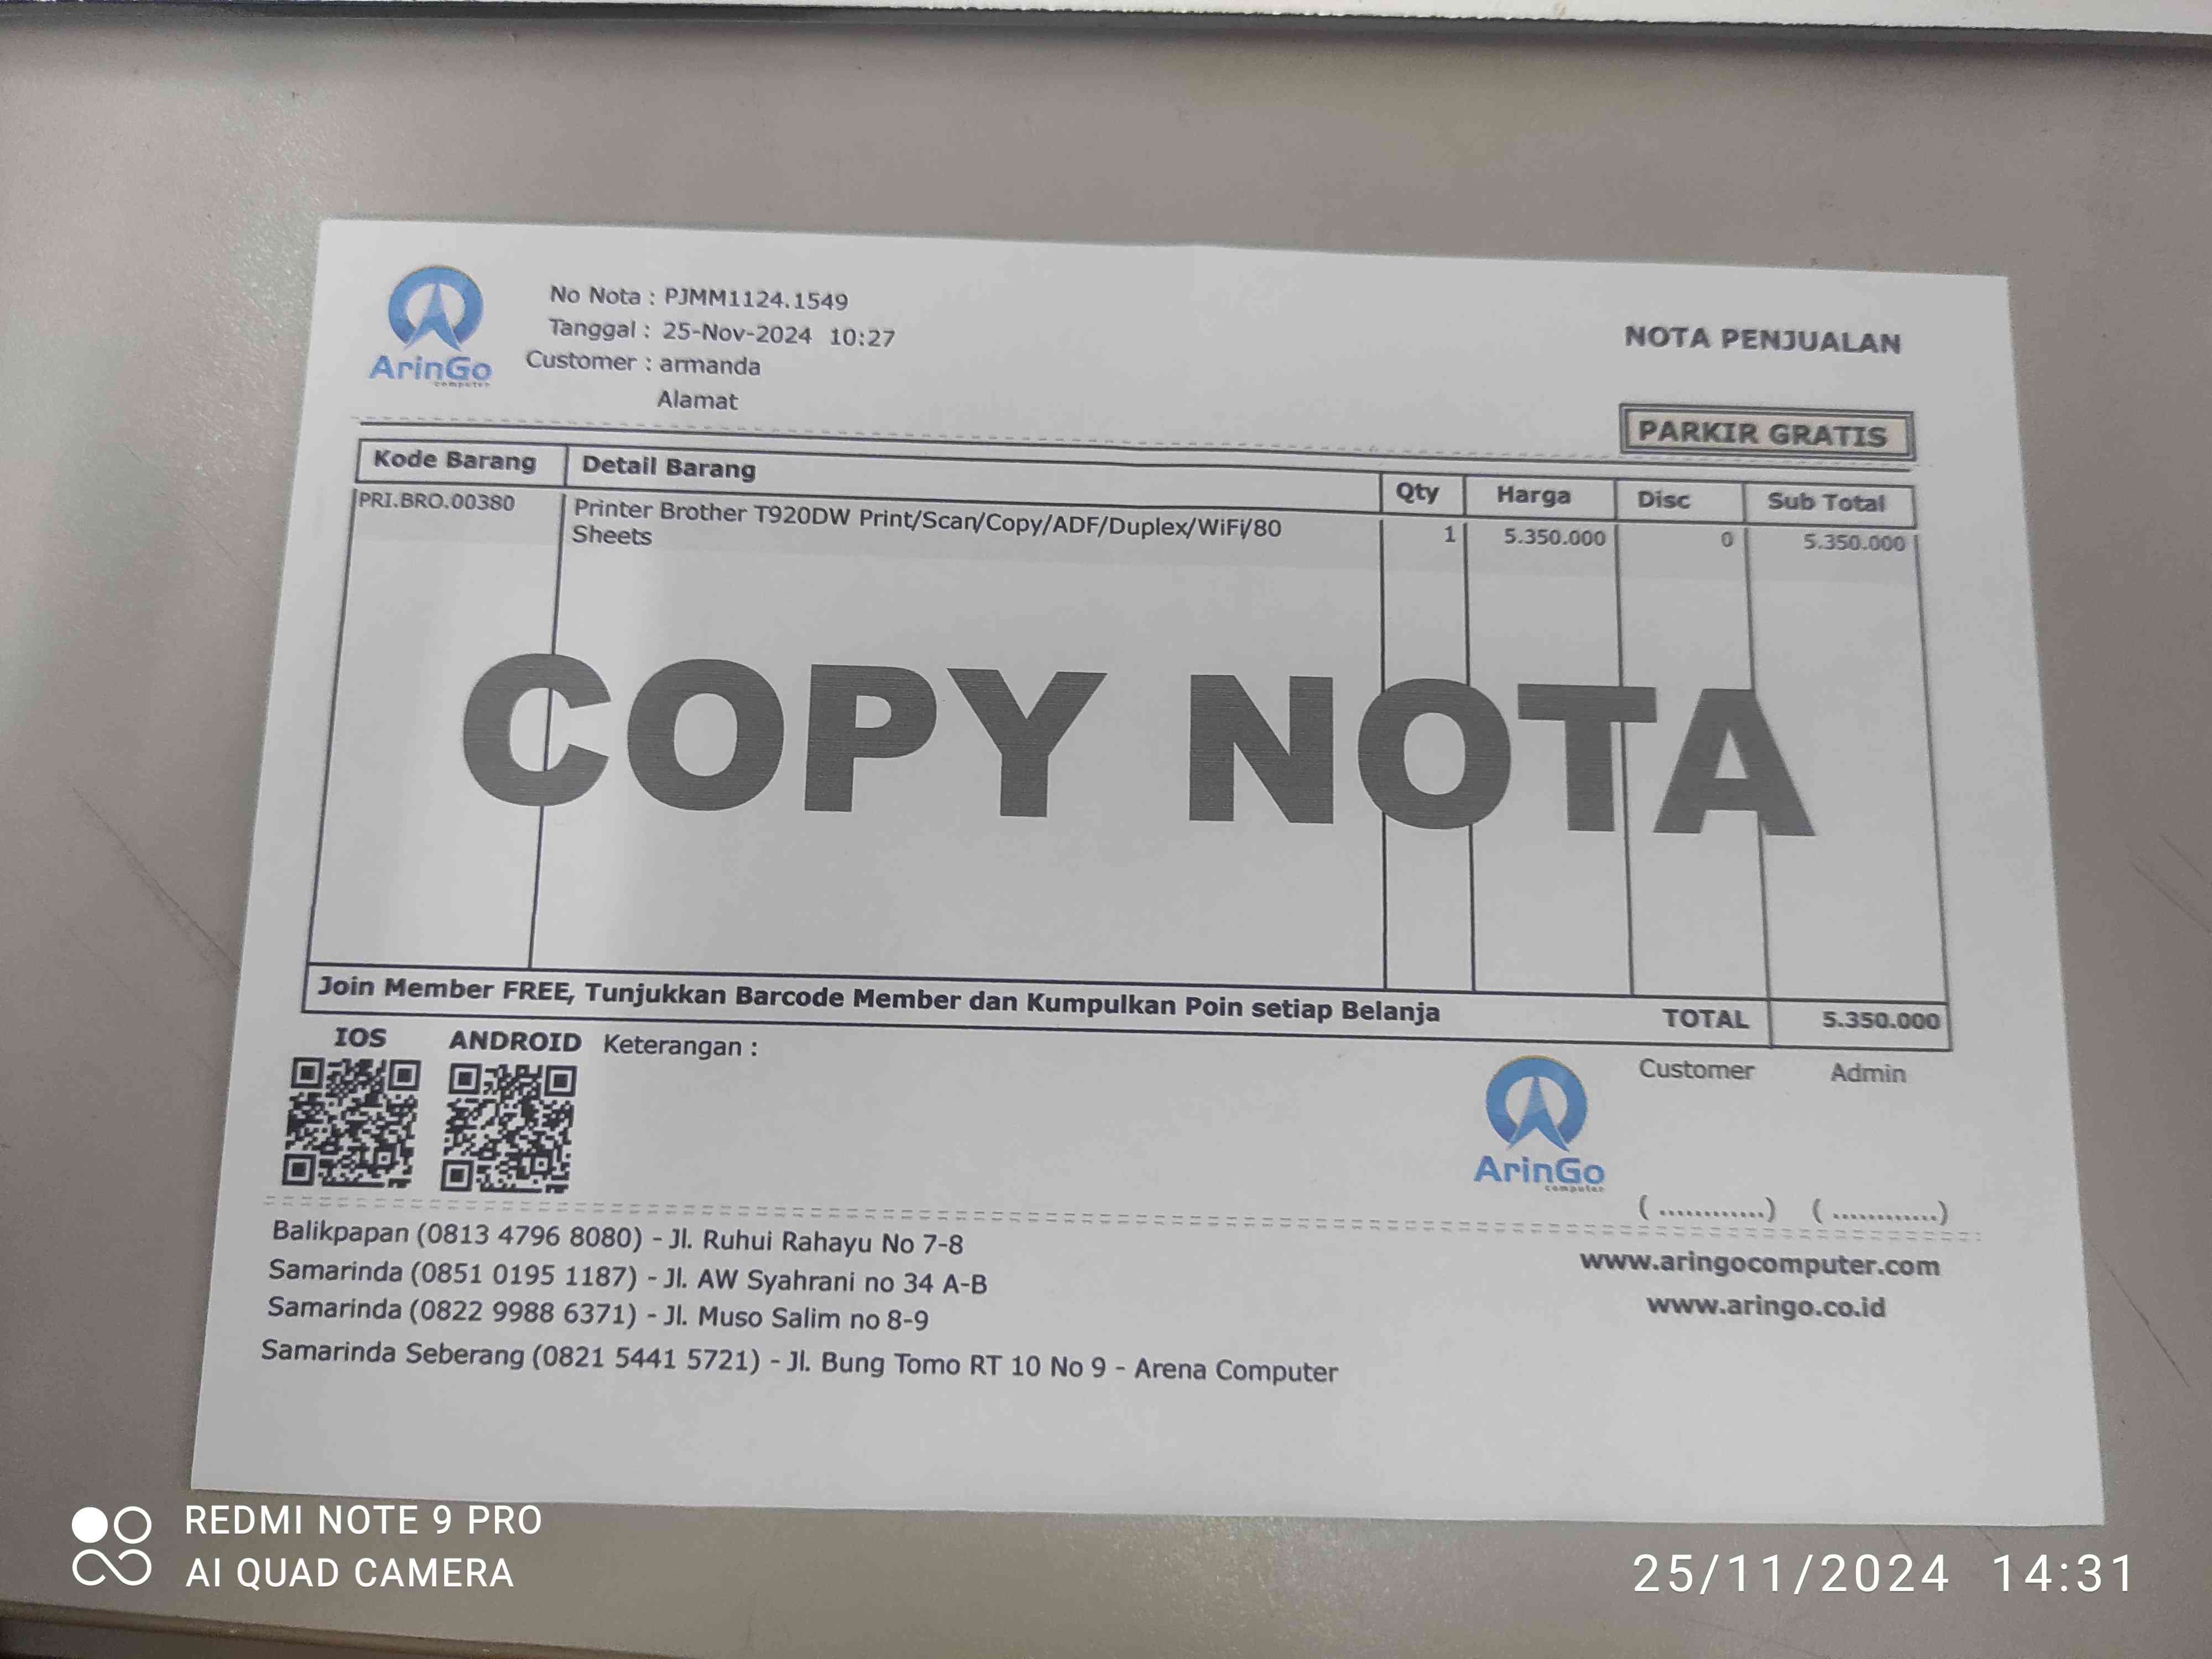 ArinGo
computer
No Nota : PJMM1124.1549
Tanggal : 25-Nov-2024 10:27
Customer : armanda
Alamat
NOTA PENJUALAN
PARKIR GRATIS
Kode Barang Detail Barang Qty Harga Disc Sub Total
PRI.BRO.00380 Printer Brother T920DW Print/Scan/Copy/ADF/Duplex/WiFi/80 1 5.350.000 0 5.350.000
Sheets
COPY NOTA
Join Member FREE, Tunjukkan Barcode Member dan Kumpulkan Poin setiap Belanja TOTAL 5.350.000
IOS ANDROID Keterangan :
Customer Admin
ArinGo
computer
(.............) (.............)
Balikpapan (0813 4796 8080) - Jl. Ruhui Rahayu No 7-8
Samarinda (0851 0195 1187) - Jl. AW Syahrani no 34 A-B
Samarinda (0822 9988 6371) - Jl. Muso Salim no 8-9
Samarinda Seberang (0821 5441 5721) - Jl. Bung Tomo RT 10 No 9 - Arena Computer
www.aringocomputer.com
www.aringo.co.id
REDMI NOTE 9 PRO
AI QUAD CAMERA
25/11/2024 14:31